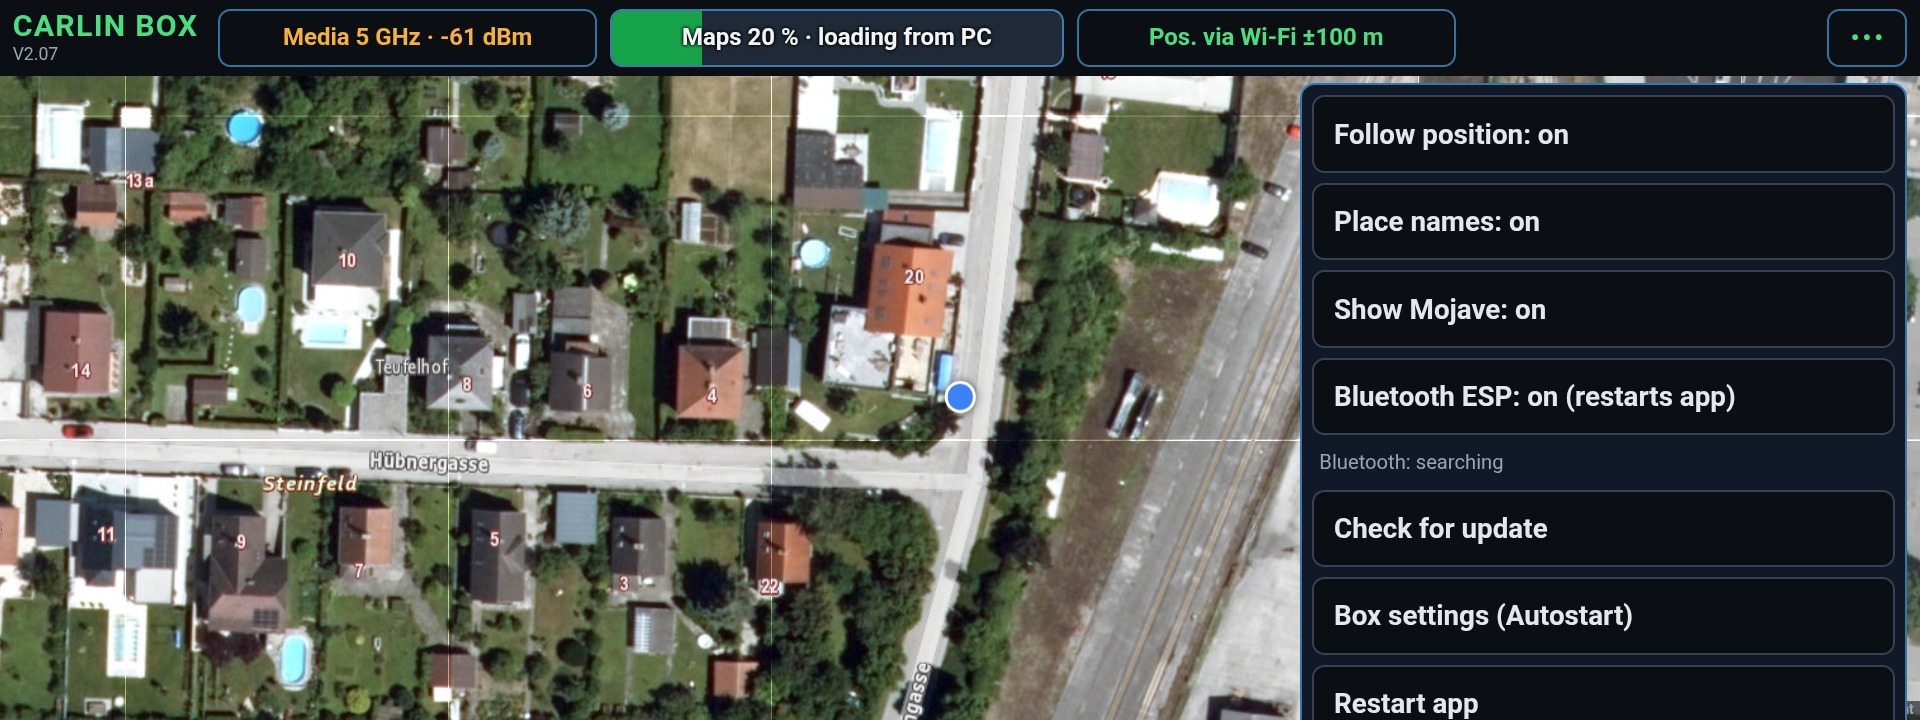 CARLIN BOX
V2.07
Media 5 GHz · -61 dBm
Maps 20 % · loading from PC
Pos. via Wi-Fi ±100 m
•••
Follow position: on
Place names: on
Show Mojave: on
Bluetooth ESP: on (restarts app)
Bluetooth: searching
Check for update
Box settings (Autostart)
Restart app
13a
10
20
14
Teufelhof
8
6
4
Hübnergasse
Steinfeld
11
9
7
5
3
22